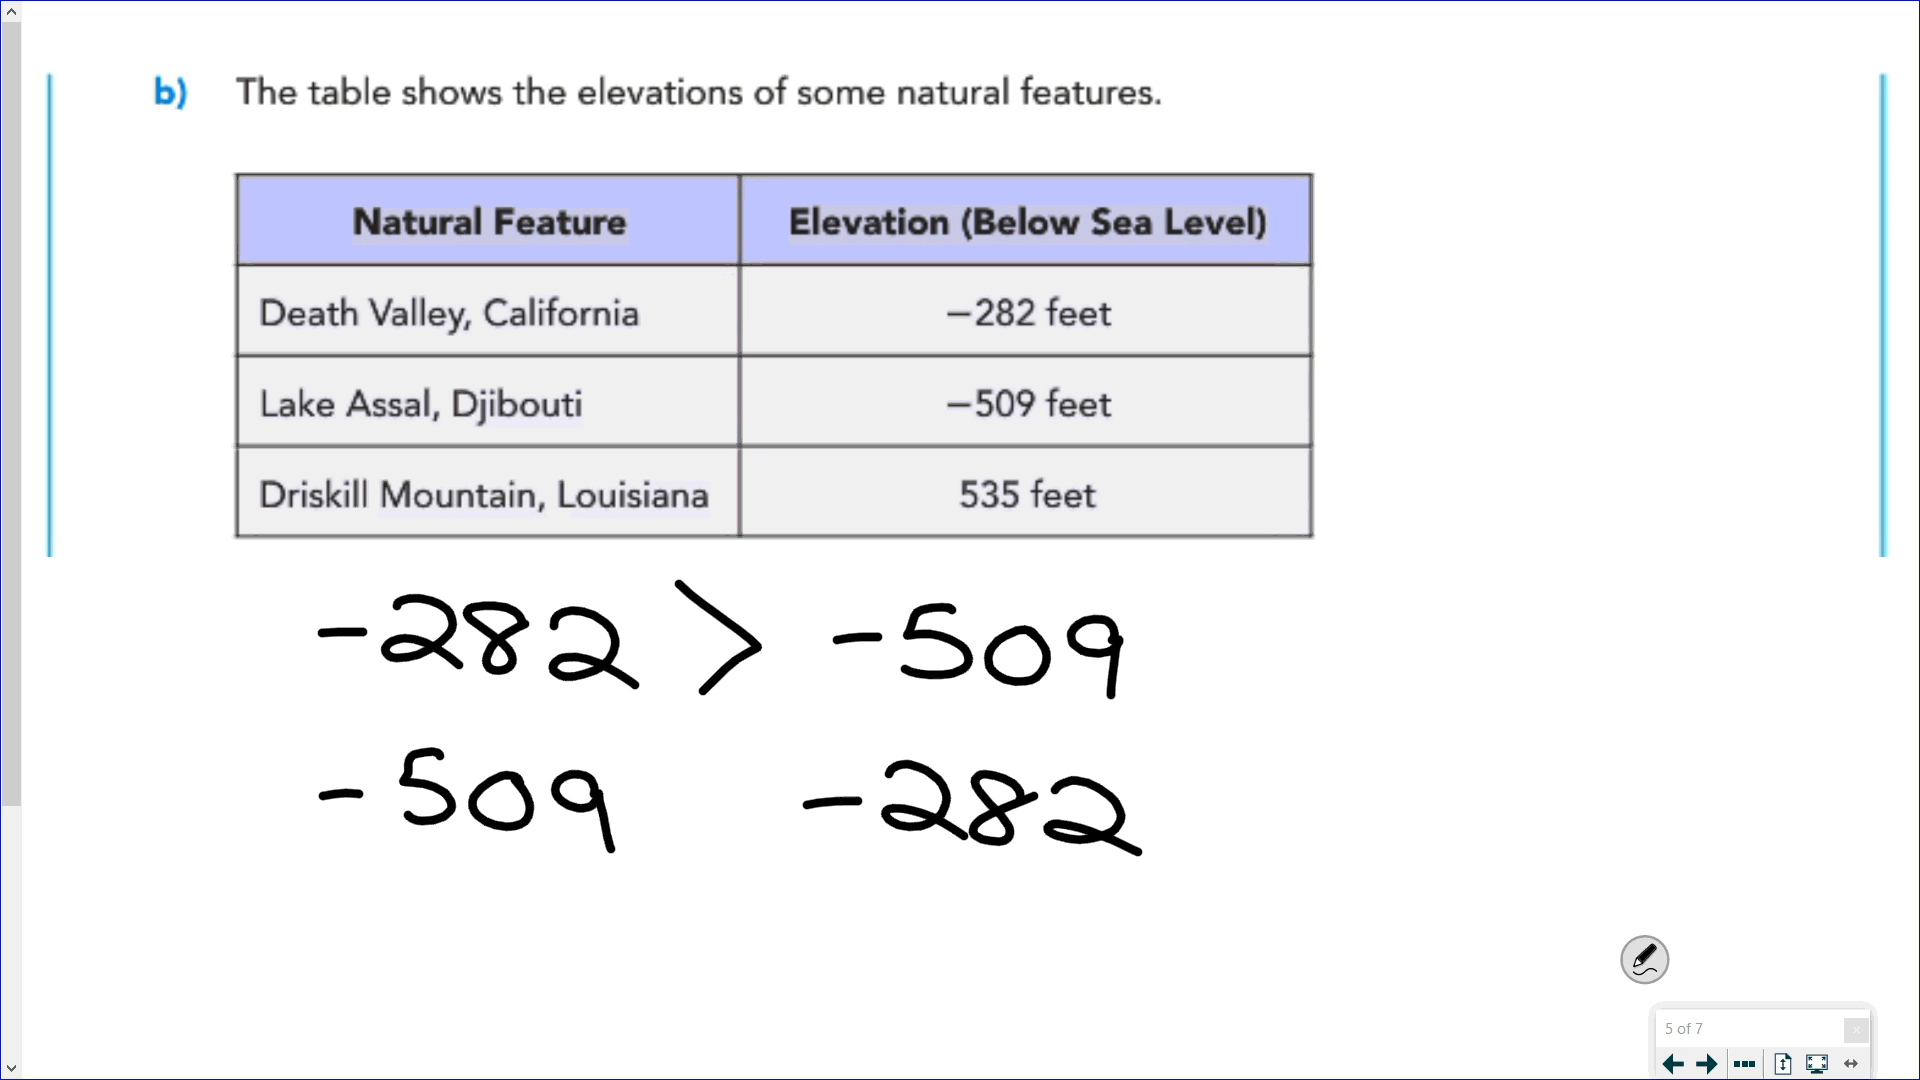 b) The table shows the elevations of some natural features.
Natural Feature Elevation (Below Sea Level)
Death Valley, California −282 feet
Lake Assal, Djibouti −509 feet
Driskill Mountain, Louisiana 535 feet
-282 > -509
-509 -282
5 of 7